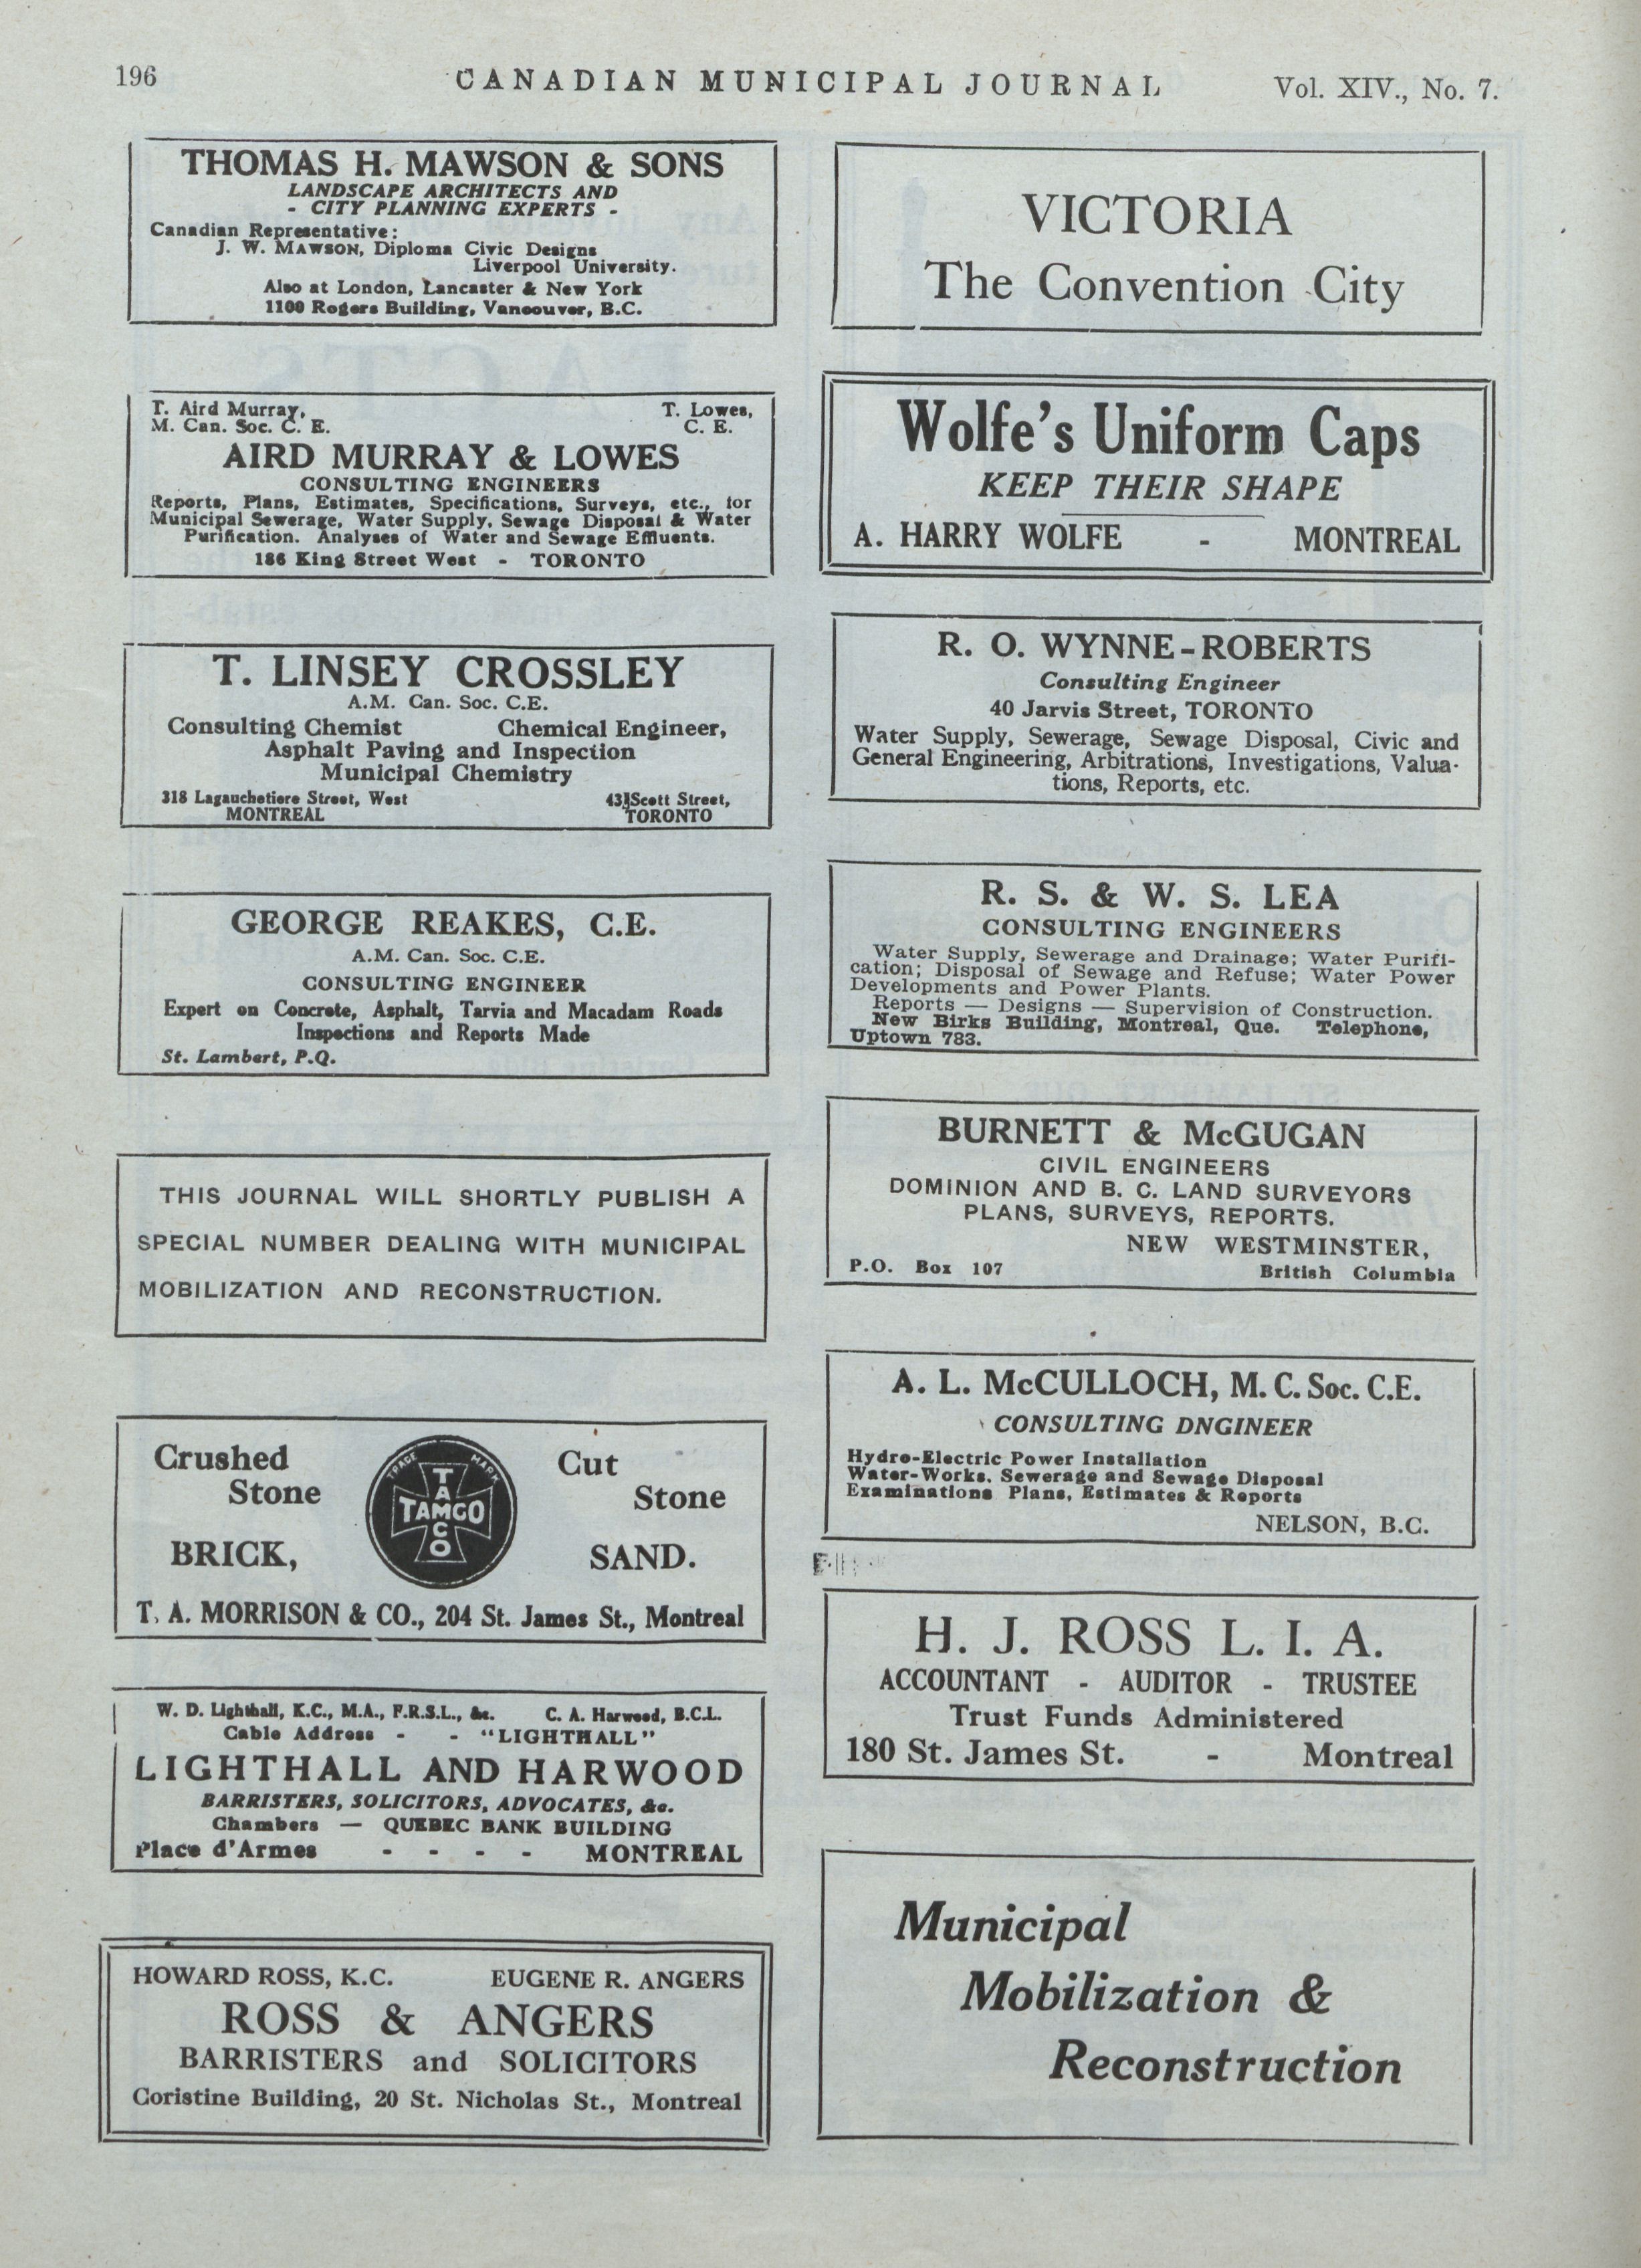 196
CANADIAN MUNICIPAL JOURNAL
Vol. XIV., No. 7.
THOMAS H. MAWSON & SONS
LANDSCAPE ARCHITECTS AND
- CITY PLANNING EXPERTS -
Canadian Representative:
J. W. MAWSON, Diploma Civic Designs
Liverpool University.
Also at London, Lancaster & New York
1100 Rogers Building, Vancouver, B.C.
T. Aird Murray, T. Lowes,
M. Can. Soc. C. E. C. E.
AIRD MURRAY & LOWES
CONSULTING ENGINEERS
Reports, Plans, Estimates, Specifications, Surveys, etc., for
Municipal Sewerage, Water Supply, Sewage Disposal & Water
Purification. Analyses of Water and Sewage Effluents.
186 King Street West - TORONTO
T. LINSEY CROSSLEY
A.M. Can. Soc. C.E.
Consulting Chemist Chemical Engineer,
Asphalt Paving and Inspection
Municipal Chemistry
318 Lagauchetiere Street, West 43 Scott Street,
MONTREAL TORONTO
GEORGE REAKES, C.E.
A.M. Can. Soc. C.E.
CONSULTING ENGINEER
Expert on Concrete, Asphalt, Tarvia and Macadam Roads
Inspections and Reports Made
St. Lambert, P.Q.
THIS JOURNAL WILL SHORTLY PUBLISH A
SPECIAL NUMBER DEALING WITH MUNICIPAL
MOBILIZATION AND RECONSTRUCTION.
Crushed Cut
Stone Stone
TRADE MARK
TAMCO
TAMCO
BRICK, SAND.
T. A. MORRISON & CO., 204 St. James St., Montreal
W. D. Lighthall, K.C., M.A., F.R.S.L., &c. C. A. Harwood, B.C.L.
Cable Address - - "LIGHTHALL"
LIGHTHALL AND HARWOOD
BARRISTERS, SOLICITORS, ADVOCATES, &c.
Chambers — QUEBEC BANK BUILDING
Place d'Armes - - - - MONTREAL
HOWARD ROSS, K.C. EUGENE R. ANGERS
ROSS & ANGERS
BARRISTERS and SOLICITORS
Coristine Building, 20 St. Nicholas St., Montreal
VICTORIA
The Convention City
Wolfe's Uniform Caps
KEEP THEIR SHAPE
A. HARRY WOLFE - MONTREAL
R. O. WYNNE-ROBERTS
Consulting Engineer
40 Jarvis Street, TORONTO
Water Supply, Sewerage, Sewage Disposal, Civic and
General Engineering, Arbitrations, Investigations, Valua-
tions, Reports, etc.
R. S. & W. S. LEA
CONSULTING ENGINEERS
Water Supply, Sewerage and Drainage; Water Purifi-
cation; Disposal of Sewage and Refuse; Water Power
Developments and Power Plants.
Reports — Designs — Supervision of Construction.
New Birks Building, Montreal, Que. Telephone,
Uptown 783.
BURNETT & McGUGAN
CIVIL ENGINEERS
DOMINION AND B. C. LAND SURVEYORS
PLANS, SURVEYS, REPORTS.
NEW WESTMINSTER,
P.O. Box 107 British Columbia
A. L. McCULLOCH, M. C. Soc. C.E.
CONSULTING DNGINEER
Hydro-Electric Power Installation
Water-Works, Sewerage and Sewage Disposal
Examinations Plans, Estimates & Reports
NELSON, B.C.
H. J. ROSS L. I. A.
ACCOUNTANT - AUDITOR - TRUSTEE
Trust Funds Administered
180 St. James St. - Montreal
Municipal
Mobilization &
Reconstruction